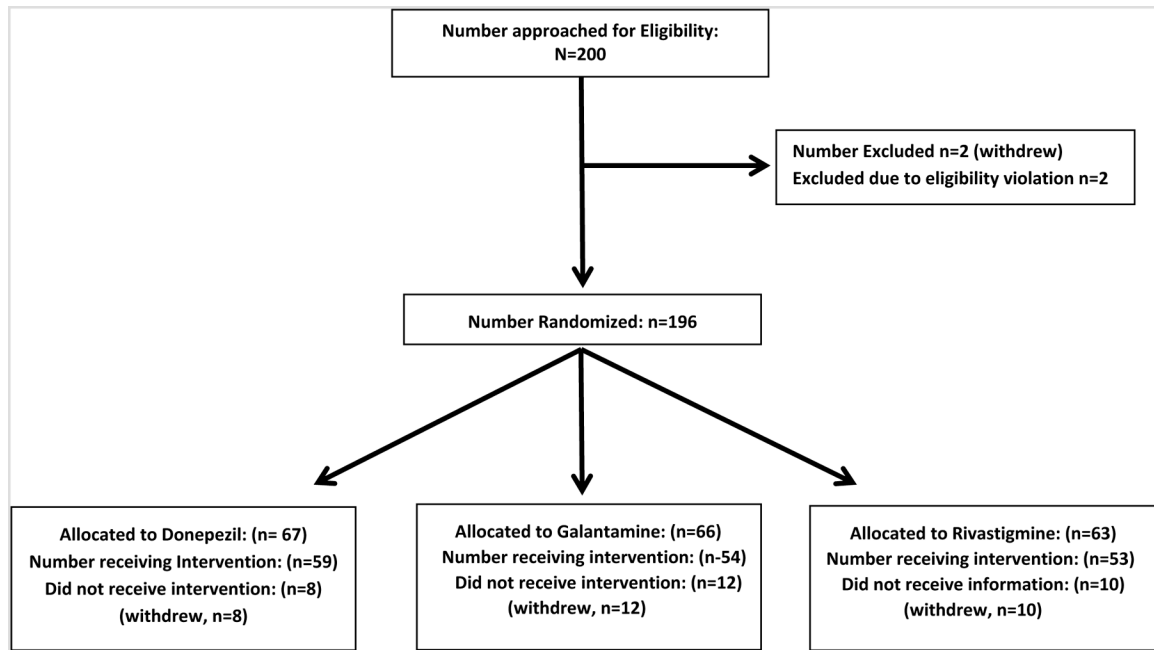 Number approached for Eligibility:
N=200
Number Excluded n=2 (withdrew)
Excluded due to eligibility violation n=2
Number Randomized: n=196
Allocated to Donepezil: (n= 67)
Number receiving Intervention: (n=59)
Did not receive intervention: (n=8)
(withdrew, n=8)
Allocated to Galantamine: (n=66)
Number receiving intervention: (n-54)
Did not receive intervention: (n=12)
(withdrew, n=12)
Allocated to Rivastigmine: (n=63)
Number receiving intervention: (n=53)
Did not receive information: (n=10)
(withdrew, n=10)